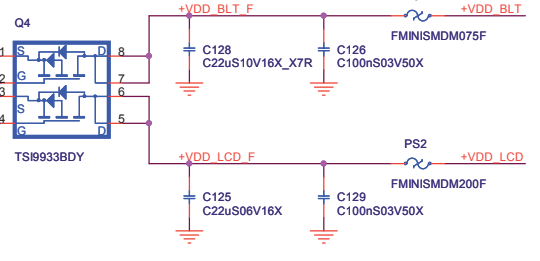 +VDD_BLT_F
+VDD_BLT
Q4
FMINISMDM075F
1
S
D
8
C128
C126
C22uS10V16X_X7R
C100nS03V50X
2
G
7
3
6
S
4
G
D
5
TSI9933BDY
PS2
+VDD_LCD_F
+VDD_LCD
FMINISMDM200F
C125
C129
C22uS06V16X
C100nS03V50X